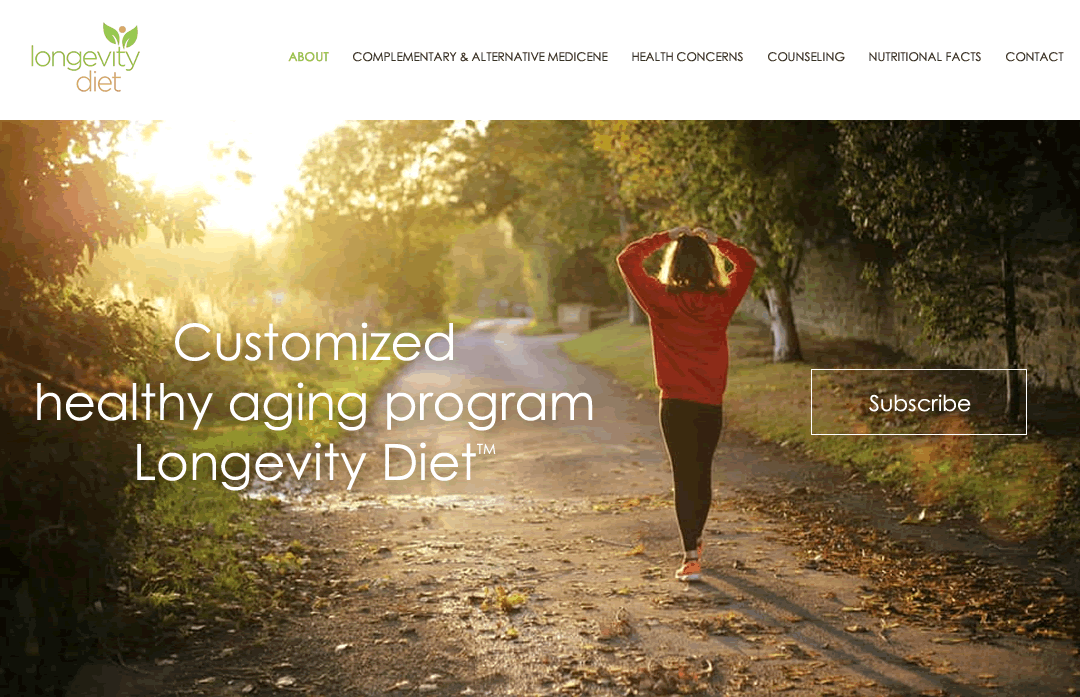 longevity
diet
ABOUT COMPLEMENTARY & ALTERNATIVE MEDICENE HEALTH CONCERNS COUNSELING NUTRITIONAL FACTS CONTACT
Customized
healthy aging program
Longevity Diet™
Subscribe